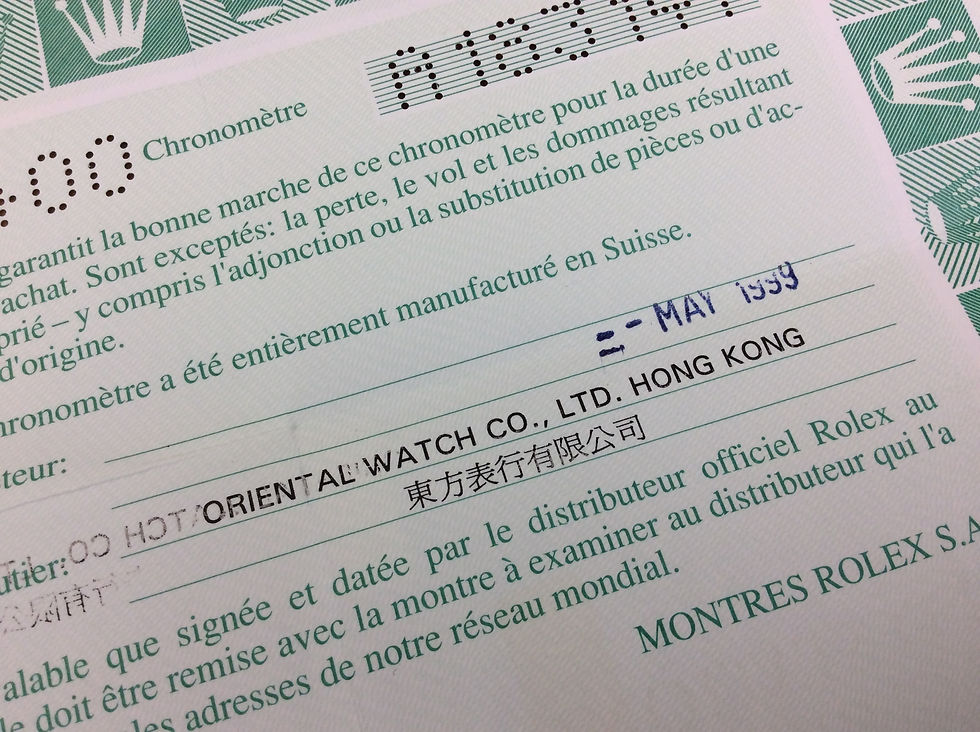 00 Chronomètre
garantit la bonne marche de ce chronomètre pour la durée d'une
achat. Sont exceptés: la perte, le vol et les dommages résultant
prié – y compris l'adjonction ou la substitution de pièces ou d'ac-
d'origine.
hronomètre a été entièrement manufacturé en Suisse.
- MAY 1999
teur:
ORIENTAL WATCH CO., LTD. HONG KONG
東方表行有限公司
utier:
alable que signée et datée par le distributeur officiel Rolex au
le doit être remise avec la montre à examiner au distributeur qui l'a
les adresses de notre réseau mondial.
MONTRES ROLEX S.A